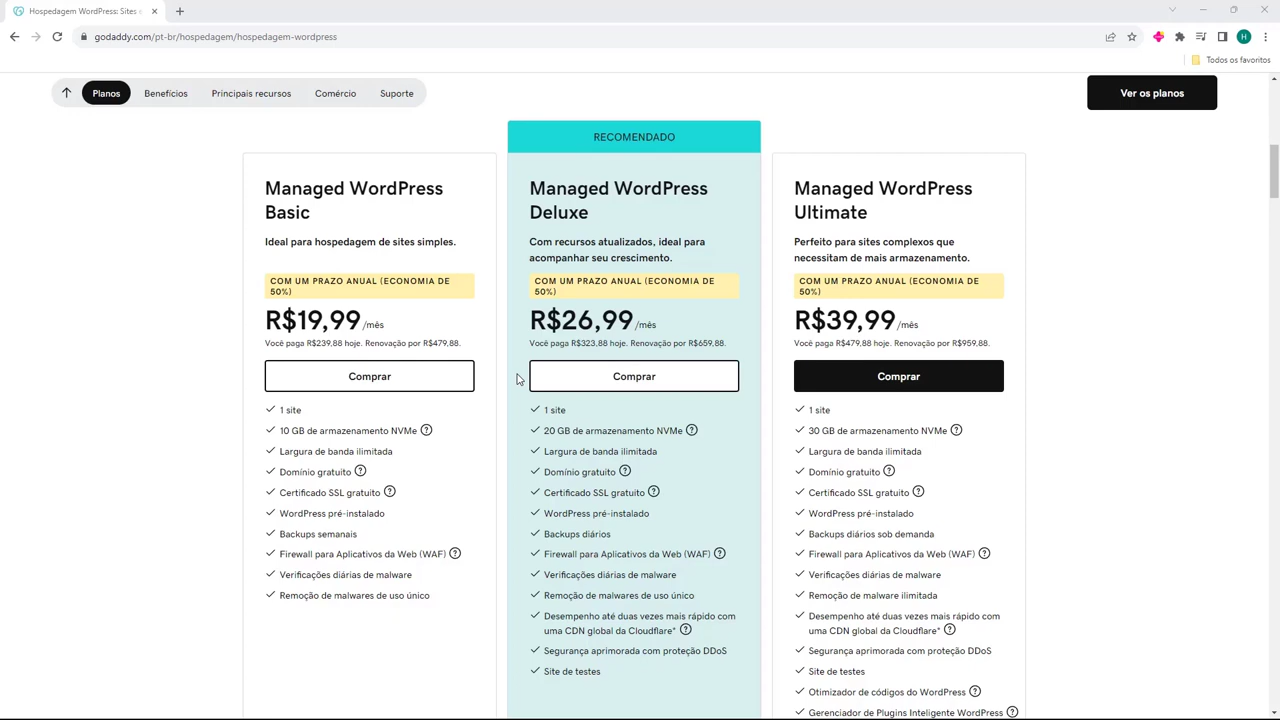 Hospedagem WordPress: Sites
godaddy.com/pt-br/hospedagem/hospedagem-wordpress
H
Todos os favoritos
Planos
Benefícios
Principais recursos
Comércio
Suporte
Ver os planos
RECOMENDADO
Managed WordPress
Basic
Ideal para hospedagem de sites simples.
COM UM PRAZO ANUAL (ECONOMIA DE
50%)
R$19,99 /mês
Você paga R$239,88 hoje. Renovação por R$479,88.
Comprar
1 site
10 GB de armazenamento NVMe ?
Largura de banda ilimitada
Domínio gratuito ?
Certificado SSL gratuito ?
WordPress pré-instalado
Backups semanais
Firewall para Aplicativos da Web (WAF) ?
Verificações diárias de malware
Remoção de malwares de uso único
Managed WordPress
Deluxe
Com recursos atualizados, ideal para
acompanhar seu crescimento.
COM UM PRAZO ANUAL (ECONOMIA DE
50%)
R$26,99 /mês
Você paga R$323,88 hoje. Renovação por R$659,88.
Comprar
1 site
20 GB de armazenamento NVMe ?
Largura de banda ilimitada
Domínio gratuito ?
Certificado SSL gratuito ?
WordPress pré-instalado
Backups diários
Firewall para Aplicativos da Web (WAF) ?
Verificações diárias de malware
Remoção de malwares de uso único
Desempenho até duas vezes mais rápido com
uma CDN global da Cloudflare* ?
Segurança aprimorada com proteção DDoS
Site de testes
Managed WordPress
Ultimate
Perfeito para sites complexos que
necessitam de mais armazenamento.
COM UM PRAZO ANUAL (ECONOMIA DE
50%)
R$39,99 /mês
Você paga R$479,88 hoje. Renovação por R$959,88.
Comprar
1 site
30 GB de armazenamento NVMe ?
Largura de banda ilimitada
Domínio gratuito ?
Certificado SSL gratuito ?
WordPress pré-instalado
Backups diários sob demanda
Firewall para Aplicativos da Web (WAF) ?
Verificações diárias de malware
Remoção de malware ilimitada
Desempenho até duas vezes mais rápido com
uma CDN global da Cloudflare* ?
Segurança aprimorada com proteção DDoS
Site de testes
Otimizador de códigos do WordPress ?
Gerenciador de Plugins Inteligente WordPress ?